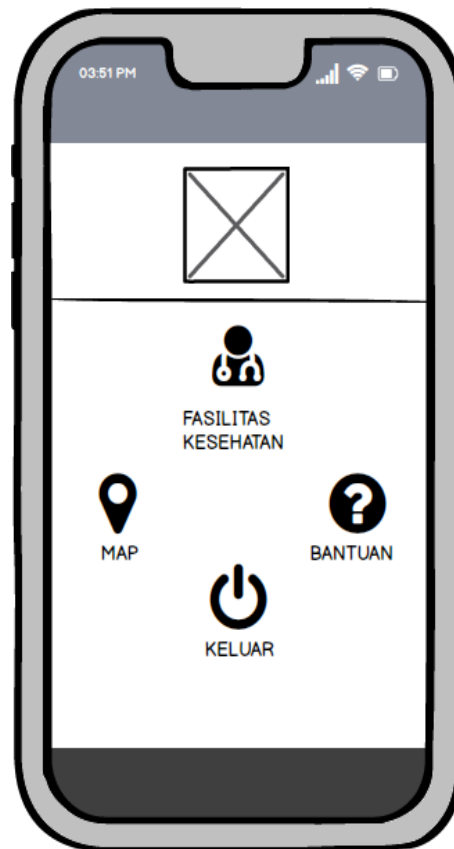 03:51 PM
FASILITAS
KESEHATAN
MAP
BANTUAN
KELUAR